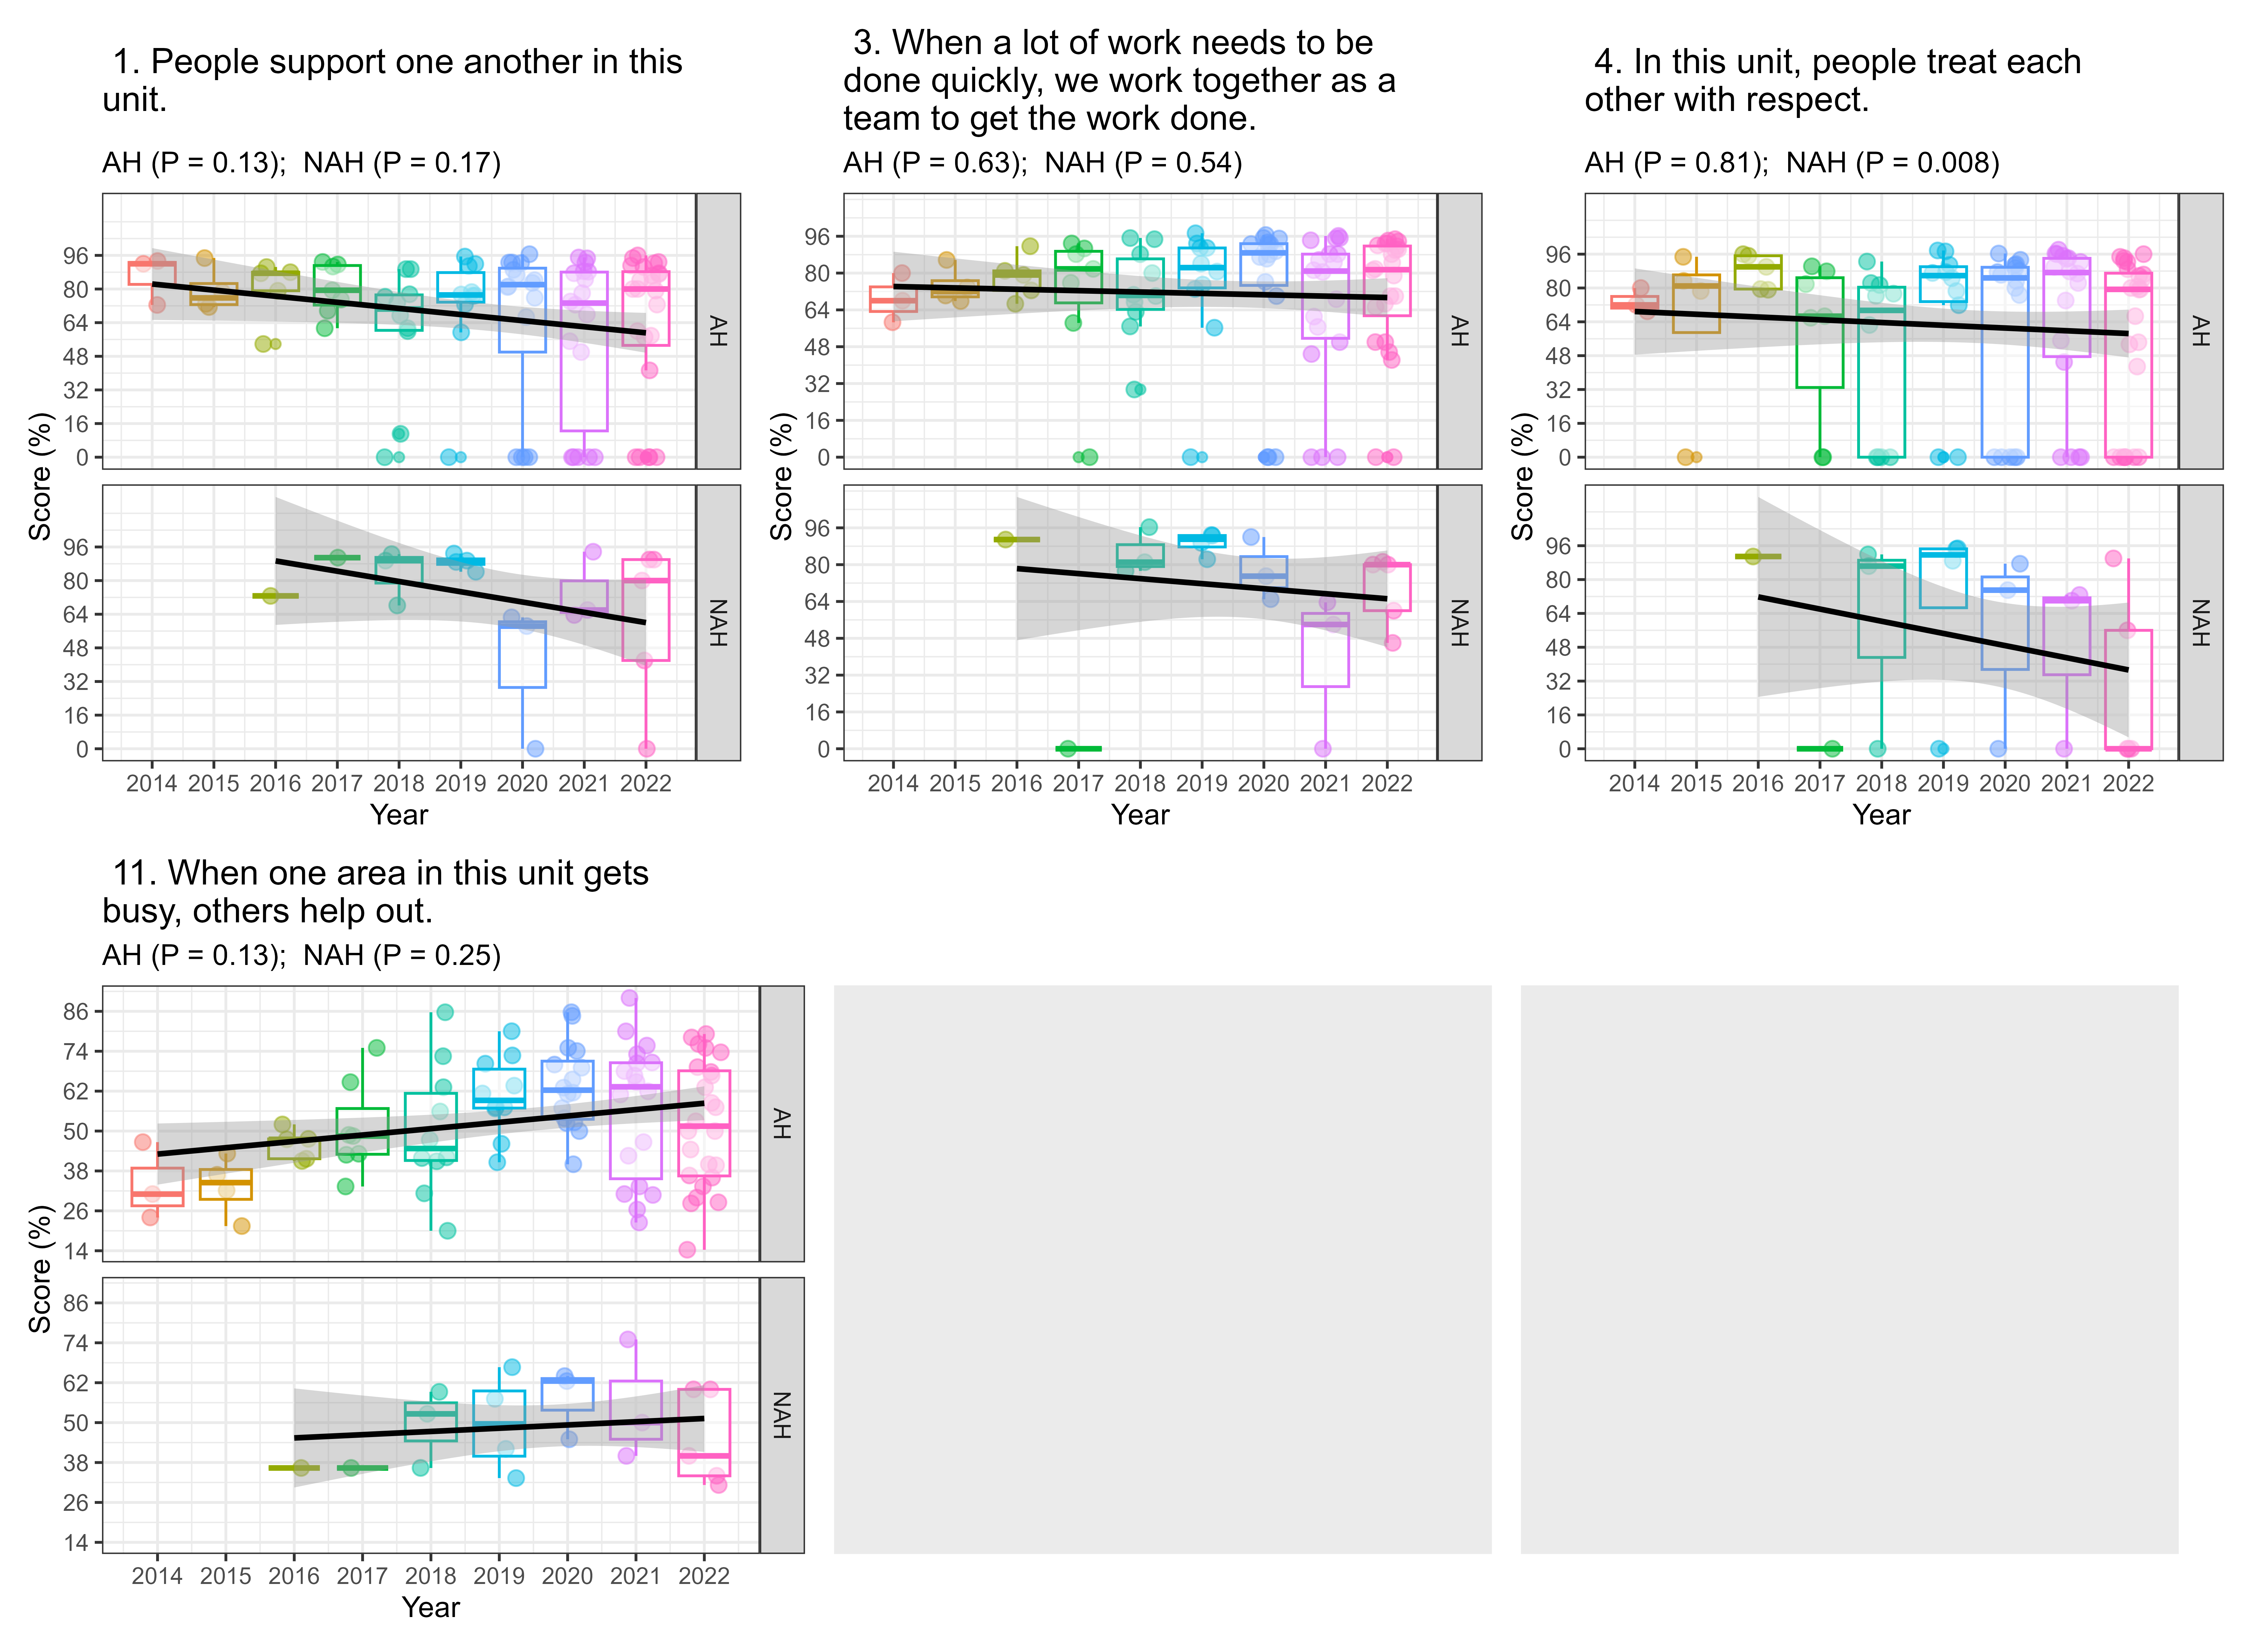 1. People support one another in this
unit.
AH (P = 0.13);  NAH (P = 0.17)
96
80
64
48
32
16
0
AH
96
80
64
48
32
16
0
NAH
Score (%)
2014 2015 2016 2017 2018 2019 2020 2021 2022
Year
3. When a lot of work needs to be
done quickly, we work together as a
team to get the work done.
AH (P = 0.63);  NAH (P = 0.54)
96
80
64
48
32
16
0
AH
96
80
64
48
32
16
0
NAH
Score (%)
2014 2015 2016 2017 2018 2019 2020 2021 2022
Year
4. In this unit, people treat each
other with respect.
AH (P = 0.81);  NAH (P = 0.008)
96
80
64
48
32
16
0
AH
96
80
64
48
32
16
0
NAH
Score (%)
2014 2015 2016 2017 2018 2019 2020 2021 2022
Year
11. When one area in this unit gets
busy, others help out.
AH (P = 0.13);  NAH (P = 0.25)
86
74
62
50
38
26
14
AH
86
74
62
50
38
26
14
NAH
Score (%)
2014 2015 2016 2017 2018 2019 2020 2021 2022
Year